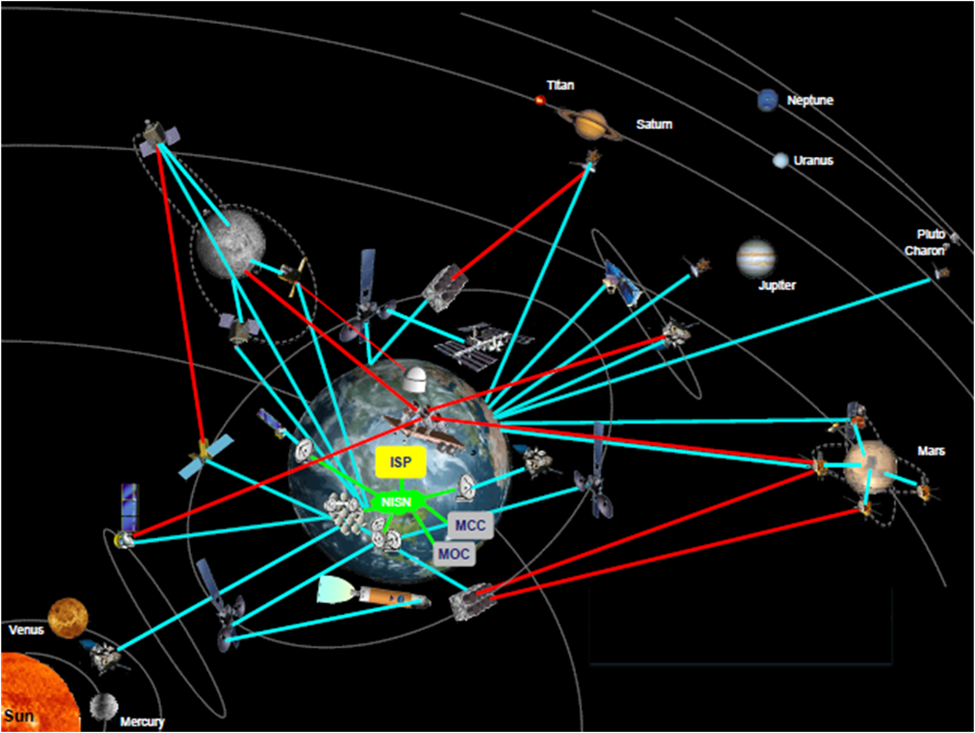 Titan
Saturn
Neptune
Uranus
Pluto
Charon
Jupiter
Mars
ISP
NISN
MCC
MOC
Venus
Sun
Mercury